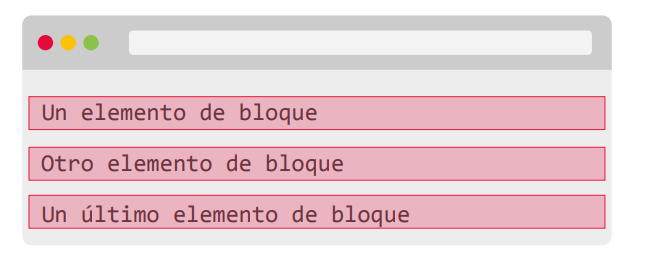 Un elemento de bloque
Otro elemento de bloque
Un último elemento de bloque